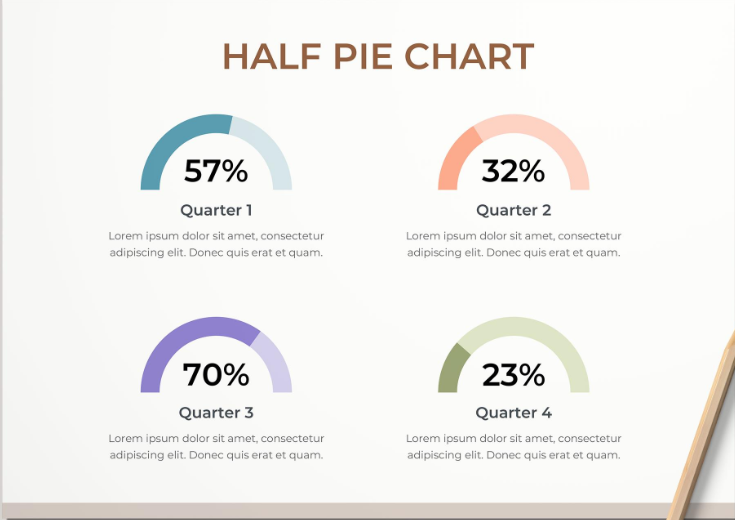 HALF PIE CHART
57%
Quarter 1
Lorem ipsum dolor sit amet, consectetur
adipiscing elit. Donec quis erat et quam.
32%
Quarter 2
Lorem ipsum dolor sit amet, consectetur
adipiscing elit. Donec quis erat et quam.
70%
Quarter 3
Lorem ipsum dolor sit amet, consectetur
adipiscing elit. Donec quis erat et quam.
23%
Quarter 4
Lorem ipsum dolor sit amet, consectetur
adipiscing elit. Donec quis erat et quam.